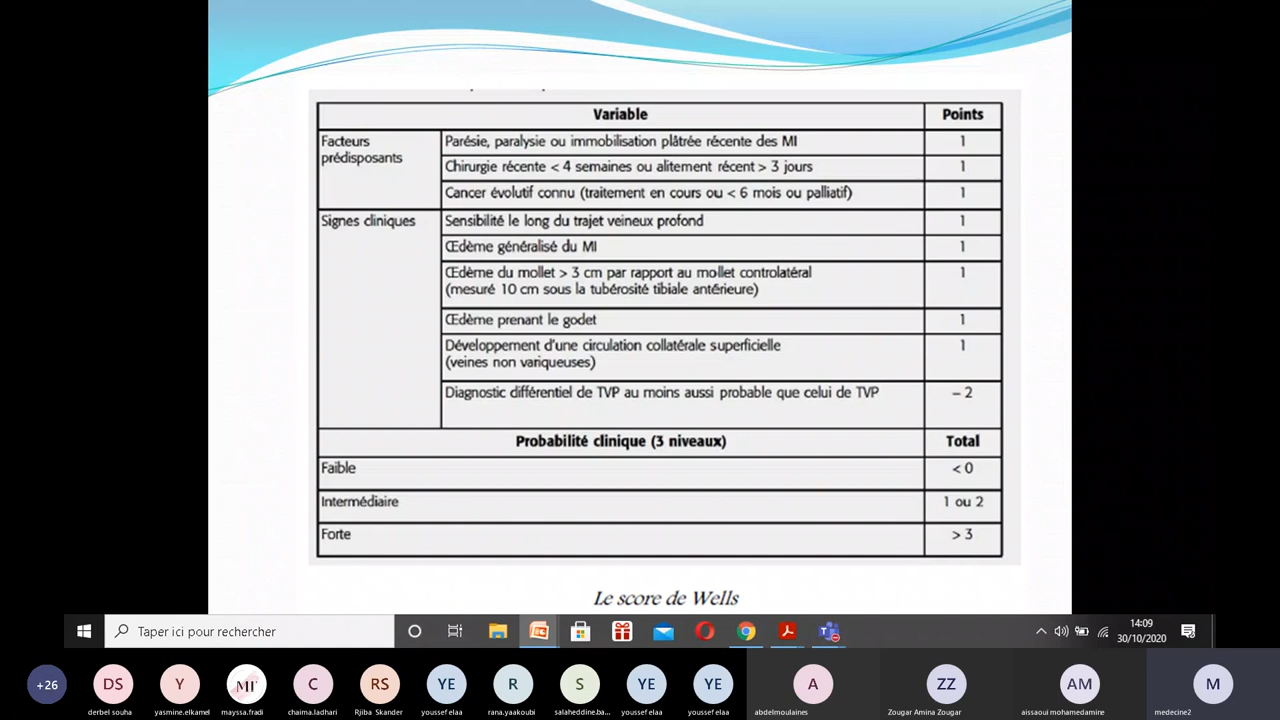 Variable Points
Facteurs prédisposants
Parésie, paralysie ou immobilisation plâtrée récente des MI 1
Chirurgie récente < 4 semaines ou alitement récent > 3 jours 1
Cancer évolutif connu (traitement en cours ou < 6 mois ou palliatif) 1
Signes cliniques
Sensibilité le long du trajet veineux profond 1
Œdème généralisé du MI 1
Œdème du mollet > 3 cm par rapport au mollet controlatéral 1
(mesuré 10 cm sous la tubérosité tibiale antérieure)
Œdème prenant le godet 1
Développement d'une circulation collatérale superficielle 1
(veines non variqueuses)
Diagnostic différentiel de TVP au moins aussi probable que celui de TVP – 2
Probabilité clinique (3 niveaux) Total
Faible < 0
Intermédiaire 1 ou 2
Forte > 3
Le score de Wells
Taper ici pour rechercher
14:09
30/10/2020
+26 DS Y MF C RS YE R S YE YE A ZZ AM M
derbel souha yasmine.elkamel mayssa.fradi chaima.ladhari Rjiba Skander youssef elaa rana.yaakoubi salaheddine.ba... youssef elaa youssef elaa abdelmoulaines Zougar Amina Zougar aissaoui mohamedamine medecine2